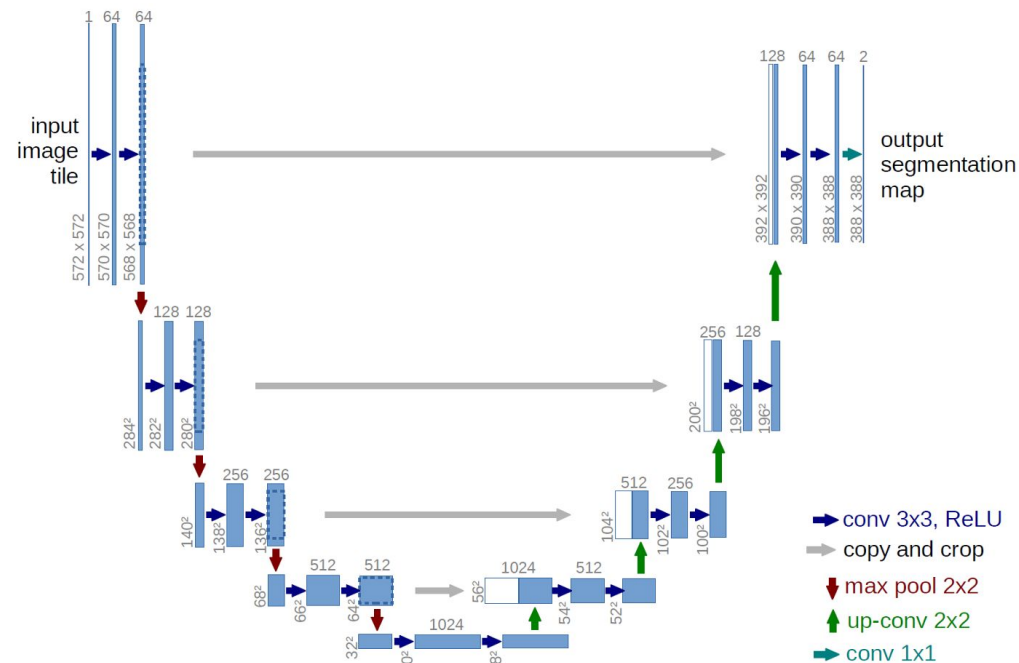 1 64 64
128 64 64 2
input
image
tile
output
segmentation
map
572 x 572
570 x 570
568 x 568
392 x 392
390 x 390
388 x 388
388 x 388
128 128
256 128
284²
282²
280²
200²
198²
196²
256 256
512 256
140²
138²
136²
104²
102²
100²
512 512
1024 512
68²
66²
64²
56²
54²
52²
1024
32²
conv 3x3, ReLU
copy and crop
max pool 2x2
up-conv 2x2
conv 1x1